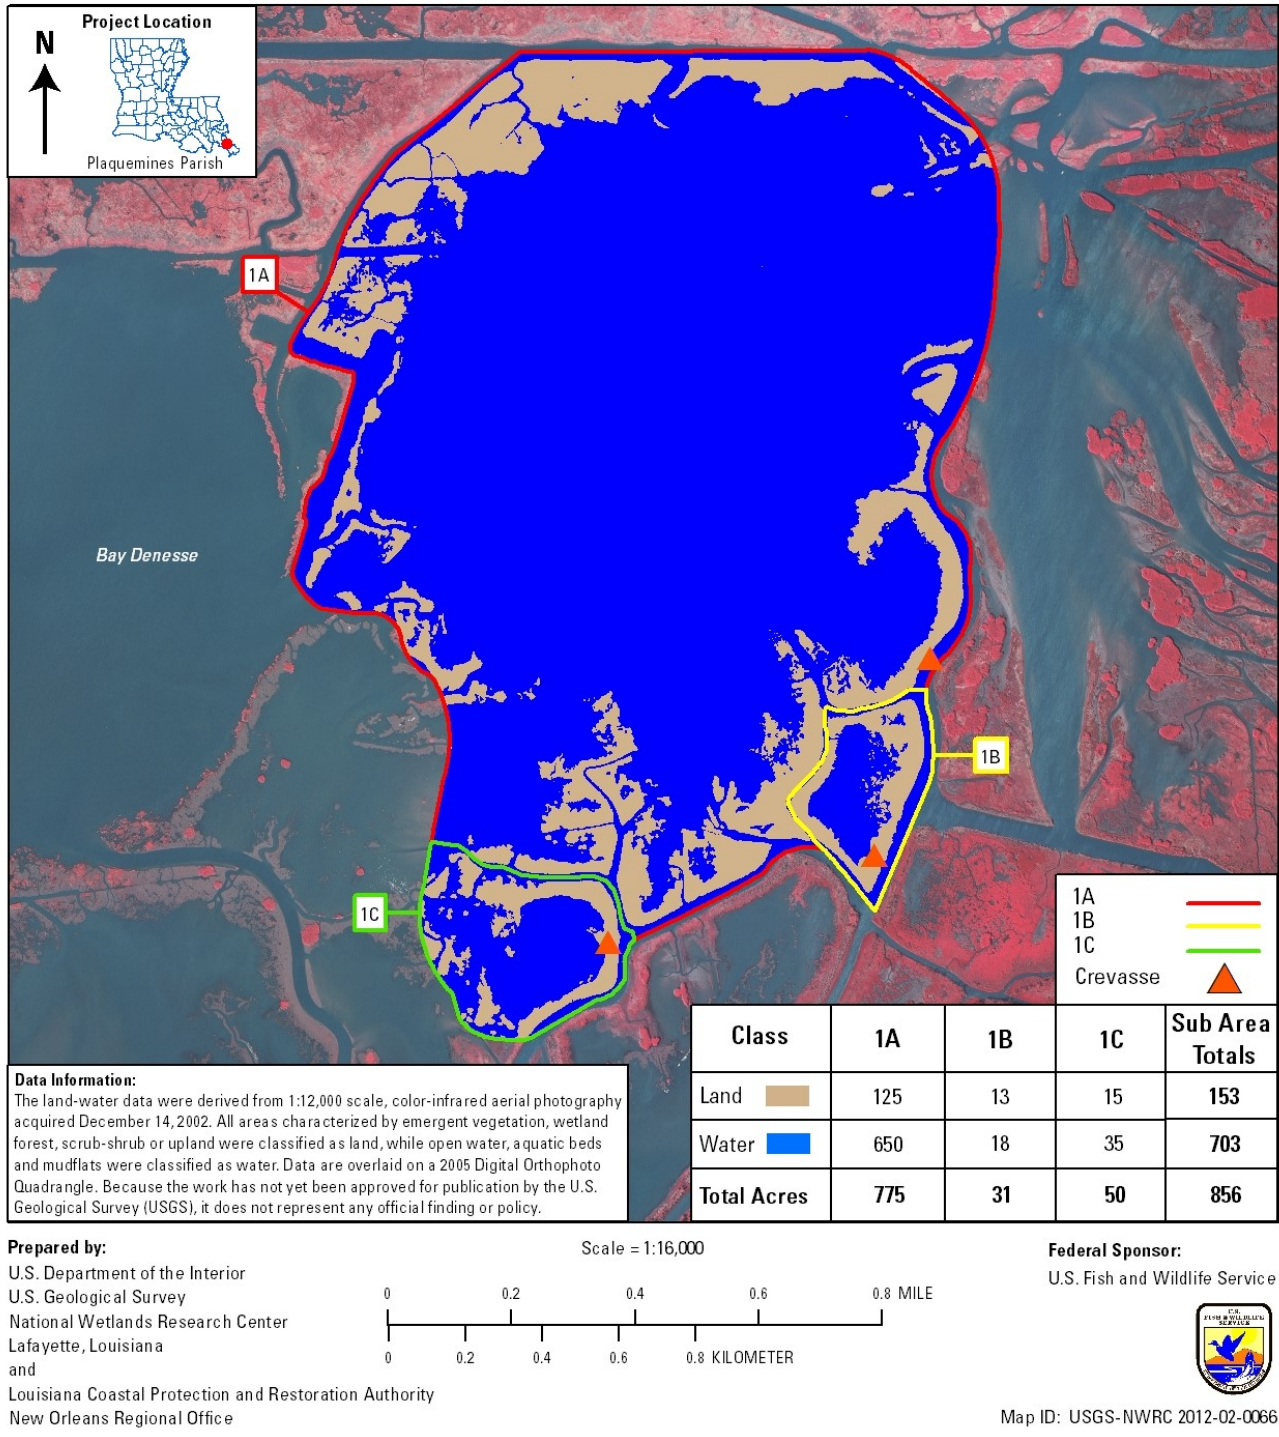 Project Location
N
Plaquemines Parish
1A
Bay Denesse
1B
1C
1A
1B
1C
Crevasse
Class 1A 1B 1C Sub Area Totals
Land 125 13 15 153
Water 650 18 35 703
Total Acres 775 31 50 856
Data Information:
The land-water data were derived from 1:12,000 scale, color-infrared aerial photography
acquired December 14, 2002. All areas characterized by emergent vegetation, wetland
forest, scrub-shrub or upland were classified as land, while open water, aquatic beds
and mudflats were classified as water. Data are overlaid on a 2005 Digital Orthophoto
Quadrangle. Because the work has not yet been approved for publication by the U.S.
Geological Survey (USGS), it does not represent any official finding or policy.
Prepared by:
U.S. Department of the Interior
U.S. Geological Survey
National Wetlands Research Center
Lafayette, Louisiana
and
Louisiana Coastal Protection and Restoration Authority
New Orleans Regional Office
Scale = 1:16,000
0 0.2 0.4 0.6 0.8 MILE
0 0.2 0.4 0.6 0.8 KILOMETER
Federal Sponsor:
U.S. Fish and Wildlife Service
U.S.
FISH & WILDLIFE
SERVICE
Map ID: USGS-NWRC 2012-02-0066